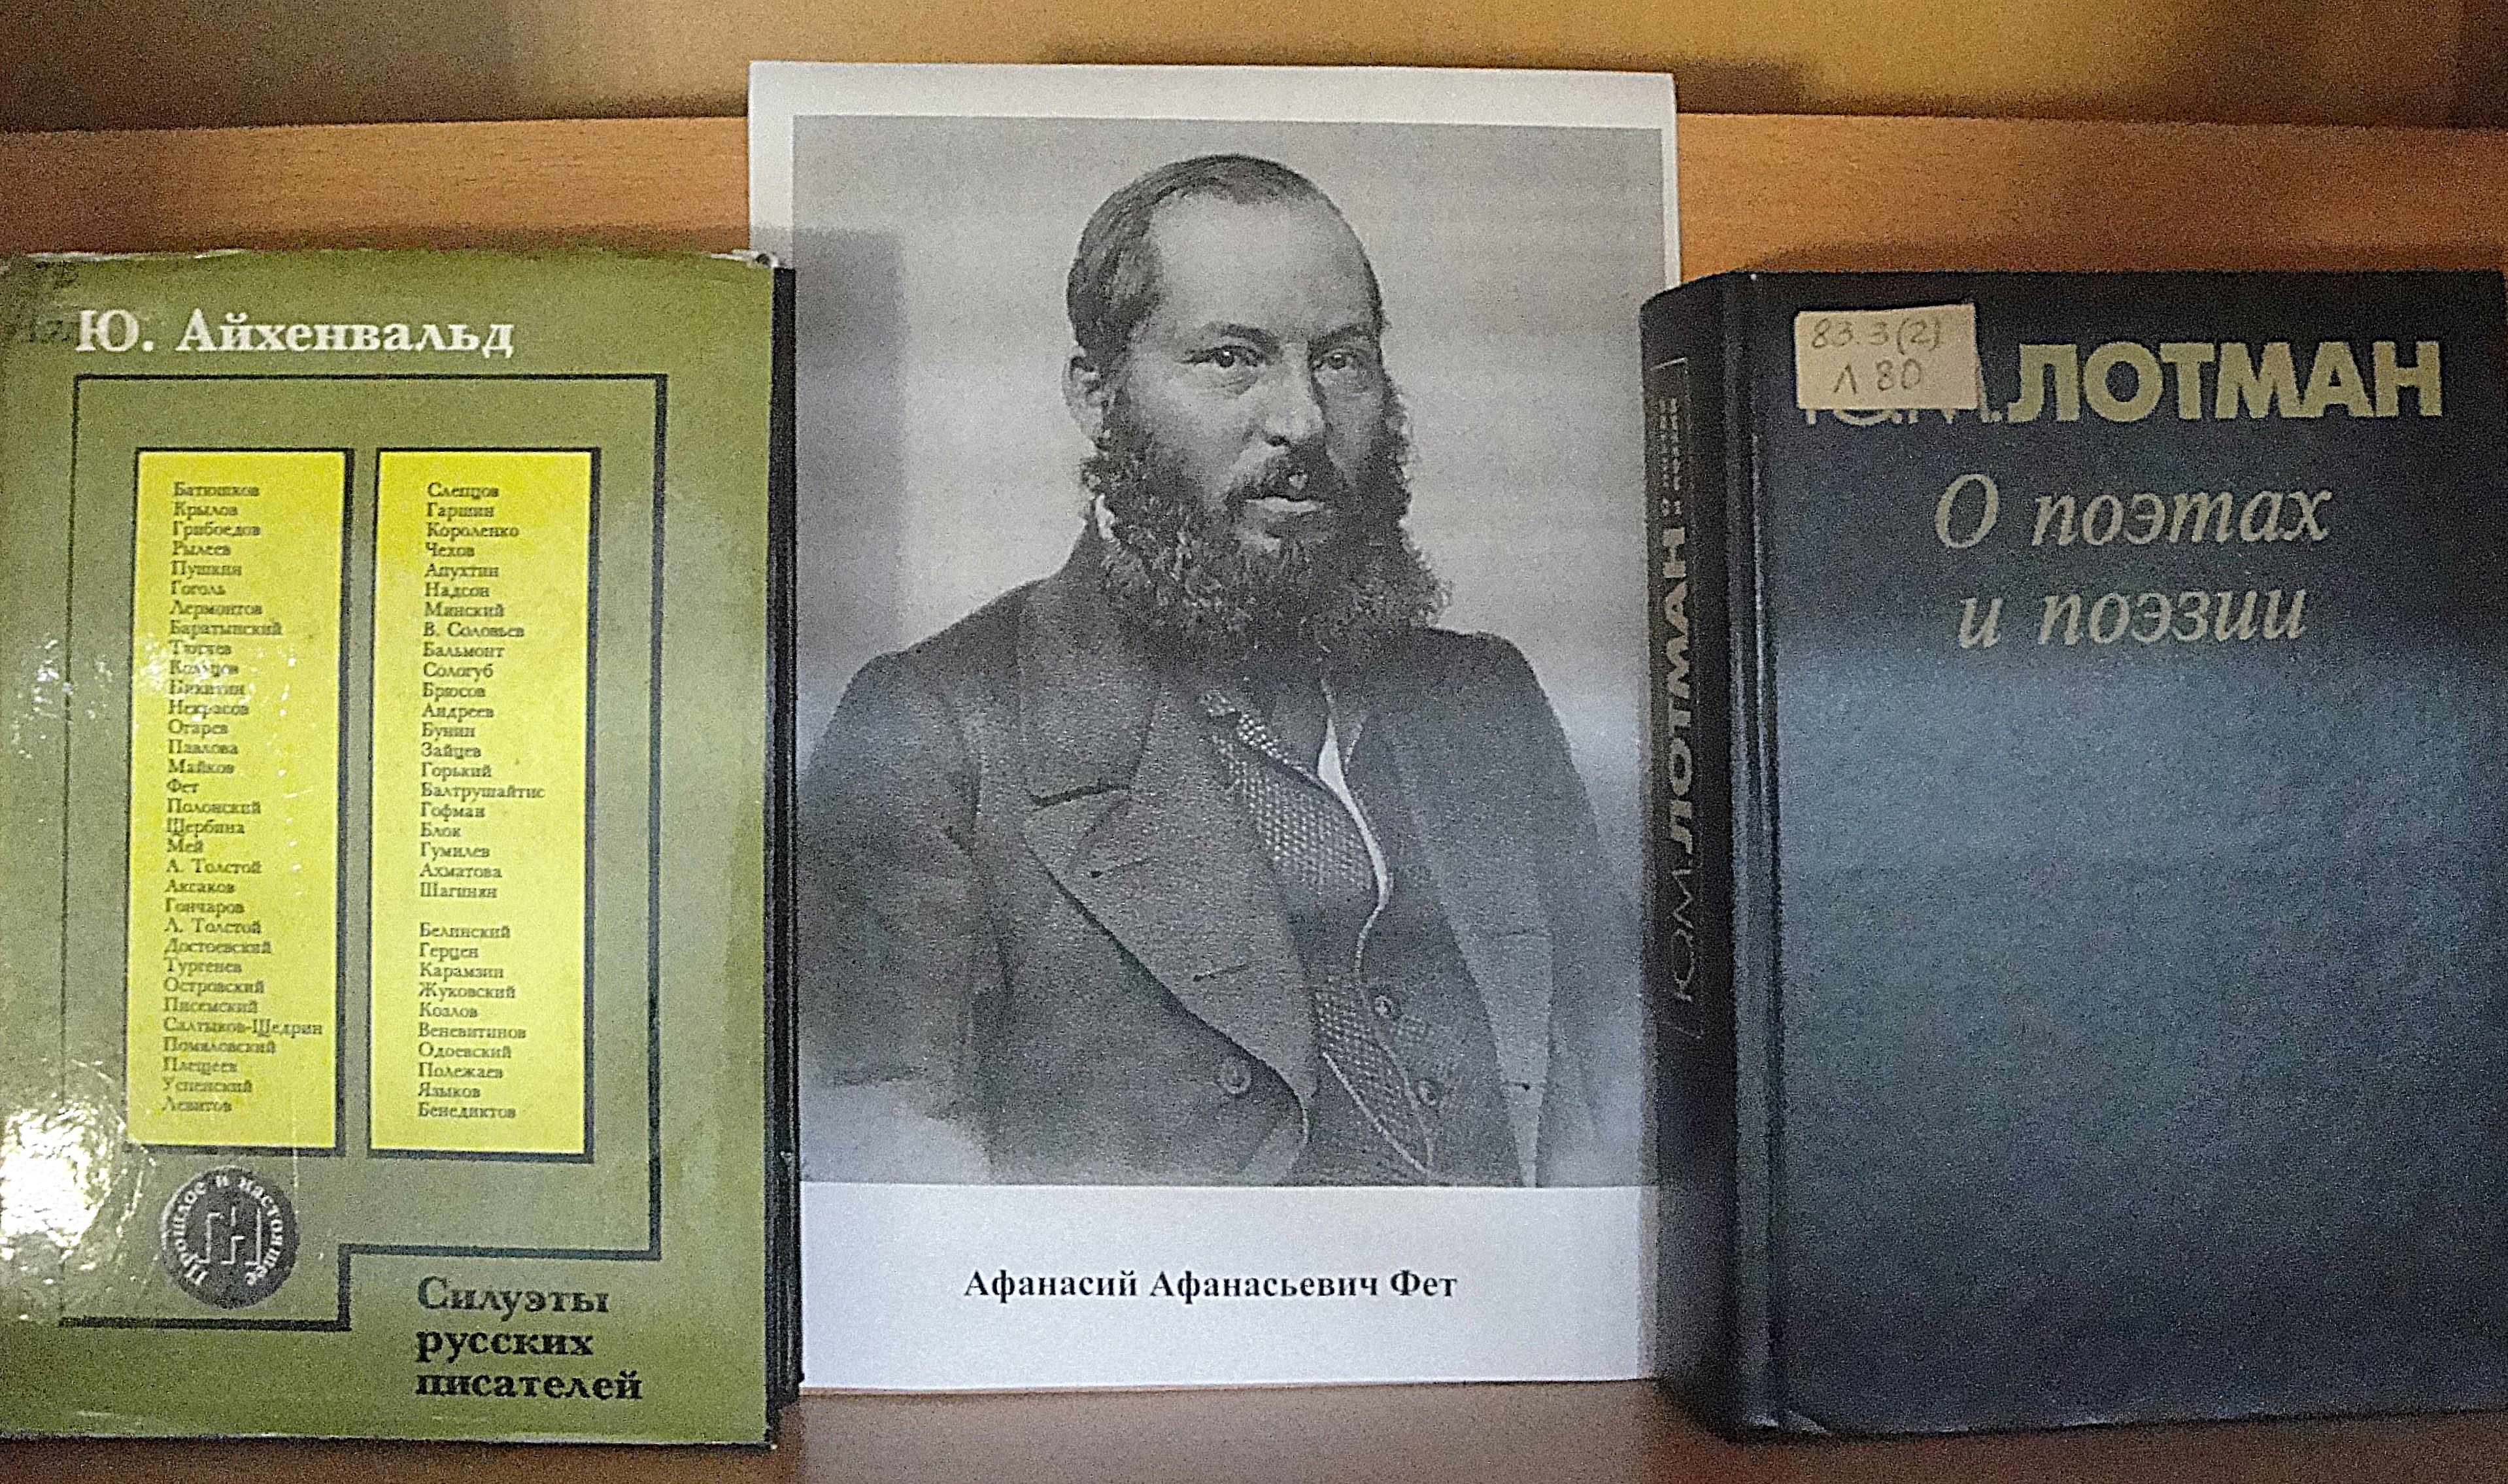 Ю. Айхенвальд
Батюшков
Крылов
Грибоедов
Рылеев
Пушкин
Гоголь
Лермонтов
Баратынский
Тютчев
Кольцов
Никитин
Некрасов
Огарев
Павлова
Майков
Фет
Полонский
Щербина
Мей
А. Толстой
Аксаков
Гончаров
Л. Толстой
Достоевский
Тургенев
Островский
Писемский
Салтыков-Щедрин
Помяловский
Плещеев
Успенский
Левитов
Слепцов
Гаршин
Короленко
Чехов
Апухтин
Надсон
Минский
В. Соловьев
Бальмонт
Сологуб
Брюсов
Андреев
Бунин
Зайцев
Горький
Балтрушайтис
Гофман
Блок
Гумилев
Ахматова
Шагинян
Белинский
Герцен
Карамзин
Жуковский
Козлов
Веневитинов
Одоевский
Полежаев
Языков
Бенедиктов
Прошлое и настоящее
Силуэты
русских
писателей
Афанасий Афанасьевич Фет
Ю.М.ЛОТМАН
83.3(2)
Л 80
Ю.М.ЛОТМАН
О поэтах
и поэзии